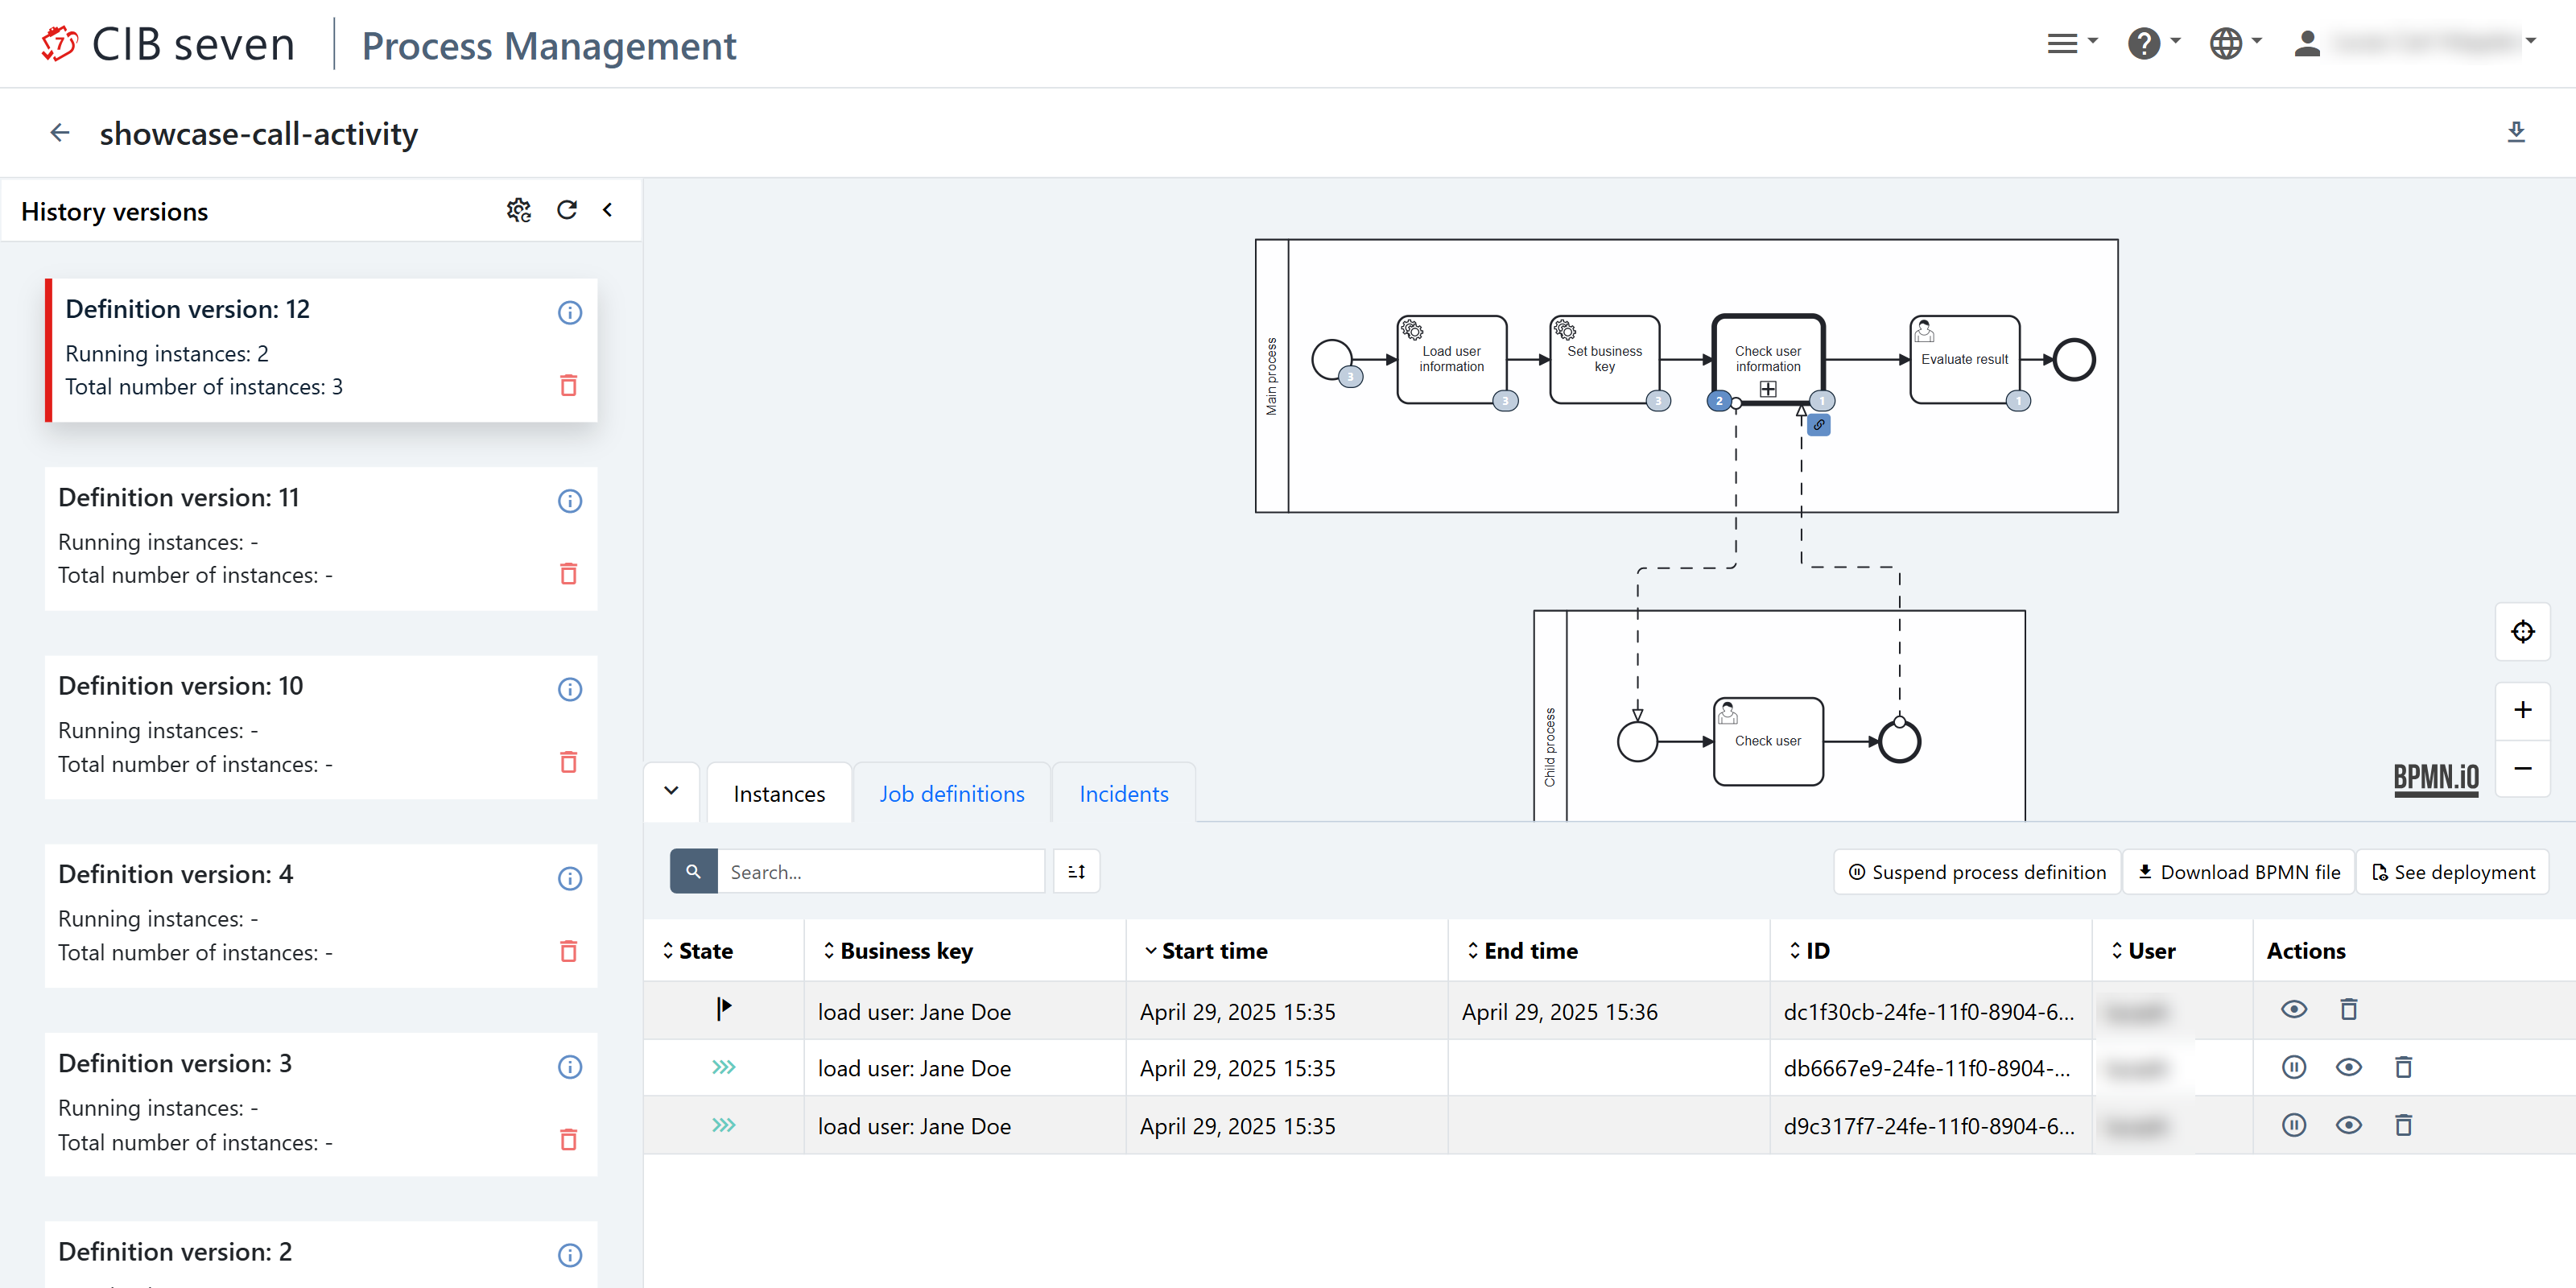 CIB seven
Process Management
showcase-call-activity
History versions
Definition version: 12
Running instances: 2
Total number of instances: 3
Definition version: 11
Running instances: -
Total number of instances: -
Definition version: 10
Running instances: -
Total number of instances: -
Definition version: 4
Running instances: -
Total number of instances: -
Definition version: 3
Running instances: -
Total number of instances: -
Definition version: 2
Main process
3
Load user
information
3
Set business
key
3
Check user
information
2
1
Evaluate result
1
Child process
Check user
BPMN.iO
Instances
Job definitions
Incidents
Search...
Suspend process definition
Download BPMN file
See deployment
State
Business key
Start time
End time
ID
User
Actions
load user: Jane Doe
April 29, 2025 15:35
April 29, 2025 15:36
dc1f30cb-24fe-11f0-8904-6...
load user: Jane Doe
April 29, 2025 15:35
db6667e9-24fe-11f0-8904-...
load user: Jane Doe
April 29, 2025 15:35
d9c317f7-24fe-11f0-8904-6...